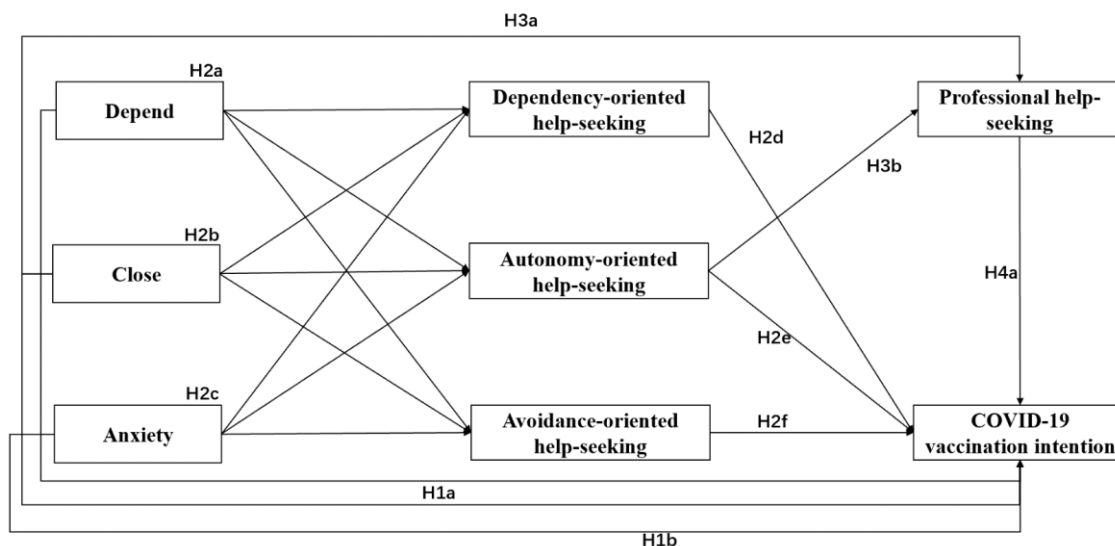 H3a
H2a
Depend
Dependency-oriented
help-seeking
Professional help-
seeking
H2d
H3b
H2b
Close
Autonomy-oriented
help-seeking
H4a
H2e
H2c
Anxiety
Avoidance-oriented
help-seeking
H2f
COVID-19
vaccination intention
H1a
H1b